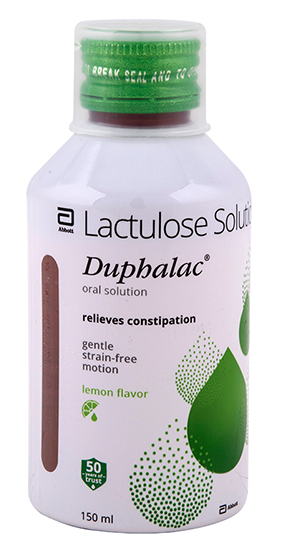 BREAK SEAL AND TO
Abbott
Lactulose Soluti
Duphalac®
oral solution
relieves constipation
gentle
strain-free
motion
lemon flavor
50
years of
trust
150 ml
Abbott